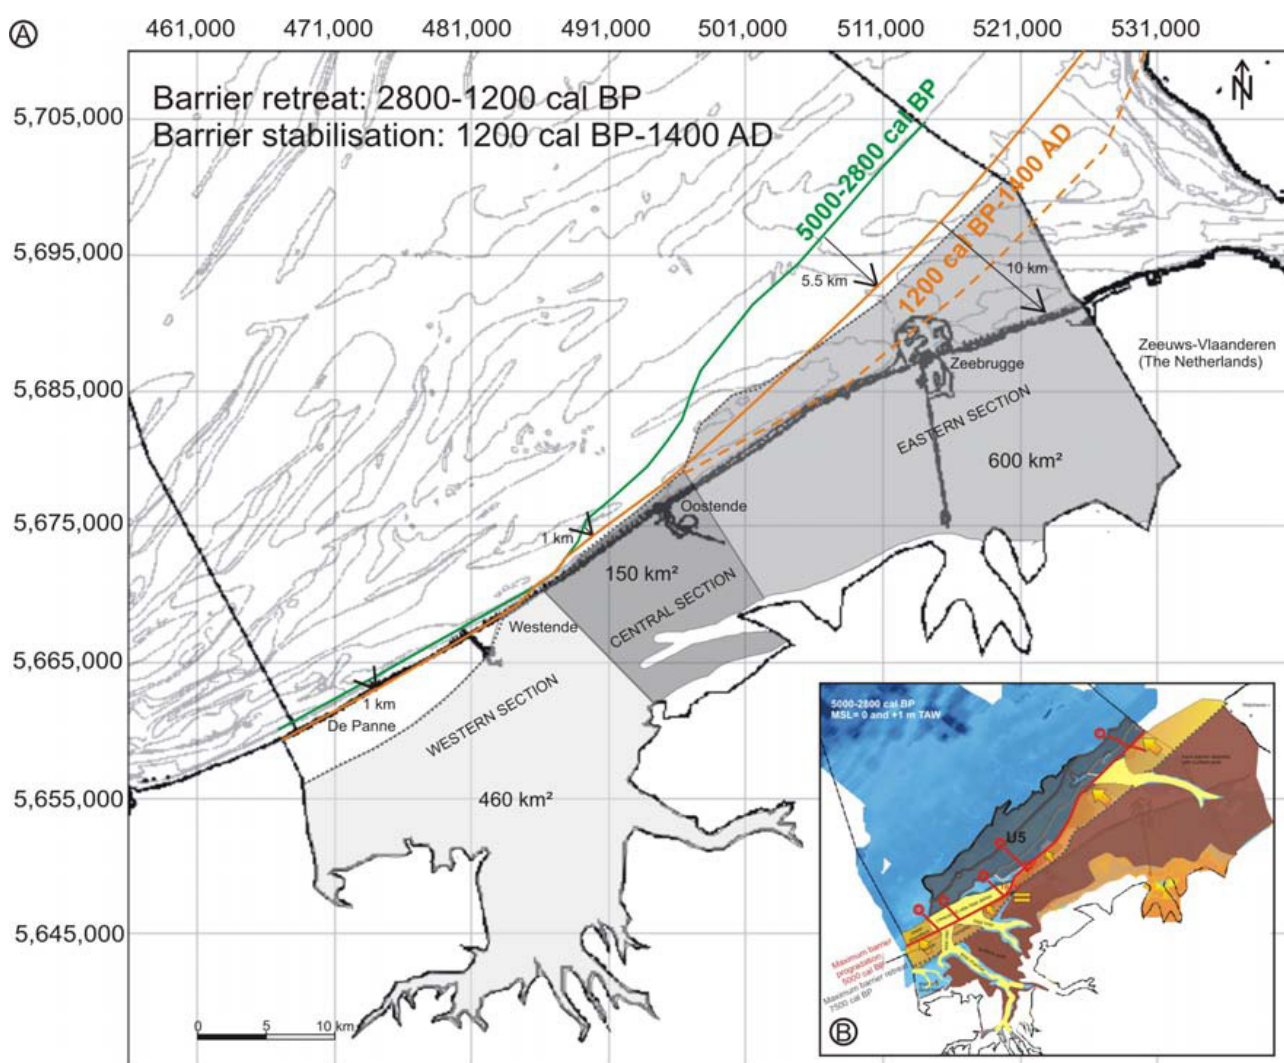 A
461,000 481,000 501,000 521,000
471,000 491,000 511,000 531,000
Barrier retreat: 2800-1200 cal BP
Barrier stabilisation: 1200 cal BP-1400 AD
N
5,705,000
5,695,000
5,685,000
5,675,000
5,665,000
5,655,000
5,645,000
5000-2800 cal BP
1200 cal BP-1400 AD
5.5 km
10 km
Zeebrugge
Zeeuws-Vlaanderen
(The Netherlands)
EASTERN SECTION
600 km²
Oostende
1 km
150 km²
CENTRAL SECTION
Westende
1 km
De Panne
WESTERN SECTION
460 km²
0 5 10 km
5000-2800 cal BP
MSL= 0 and +1 m TAW
U5
Maximum barrier
progradation
5000 cal BP
Maximum barrier retreat
7500 cal BP
B